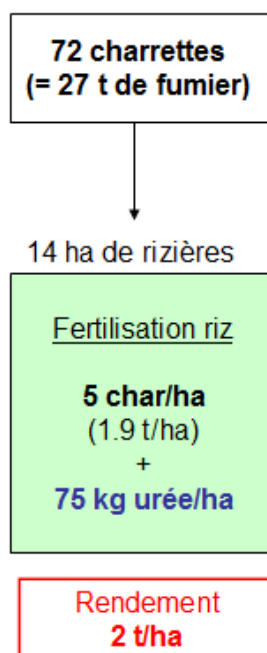 72 charrettes
(= 27 t de fumier)
14 ha de rizières
Fertilisation riz
5 char/ha
(1.9 t/ha)
+
75 kg urée/ha
Rendement
2 t/ha